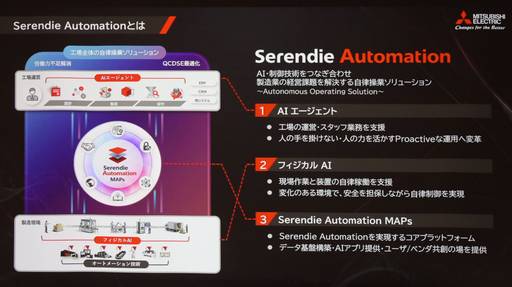 Serendie Automationとは
MITSUBISHI
ELECTRIC
Changes for the Better
工場全体の自律操業ソリューション
労働力不足解消
QCDSE最適化
工場運営
AIエージェント
ERP
CRM
Serendie
Automation
MAPs
製造現場
フィジカルAI
オートメーション技術
Serendie Automation
AI・制御技術をつなぎ合わせ
製造業の経営課題を解決する自律操業ソリューション
～Autonomous Operating Solution～
1 AI エージェント
● 工場の運営・スタッフ業務を支援
● 人の手を掛けない・人の力を活かすProactiveな運用へ変革
2 フィジカル AI
● 現場作業と装置の自律稼働を支援
● 変化のある環境で、安全を担保しながら自律制御を実現
3 Serendie Automation MAPs
● Serendie Automationを実現するコアプラットフォーム
● データ基盤構築・AIアプリ提供・ユーザ/ベンダ共創の場を提供